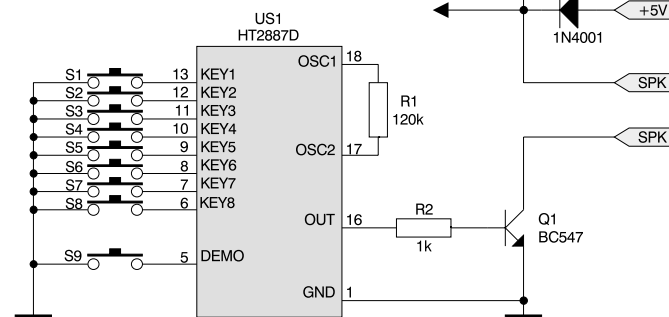 US1
HT2887D
+5V
1N4001
SPK
SPK
S1 13 KEY1
S2 12 KEY2
S3 11 KEY3
S4 10 KEY4
S5 9 KEY5
S6 8 KEY6
S7 7 KEY7
S8 6 KEY8
S9 5 DEMO
OSC1 18
R1
120k
OSC2 17
OUT 16
R2
1k
Q1
BC547
GND 1